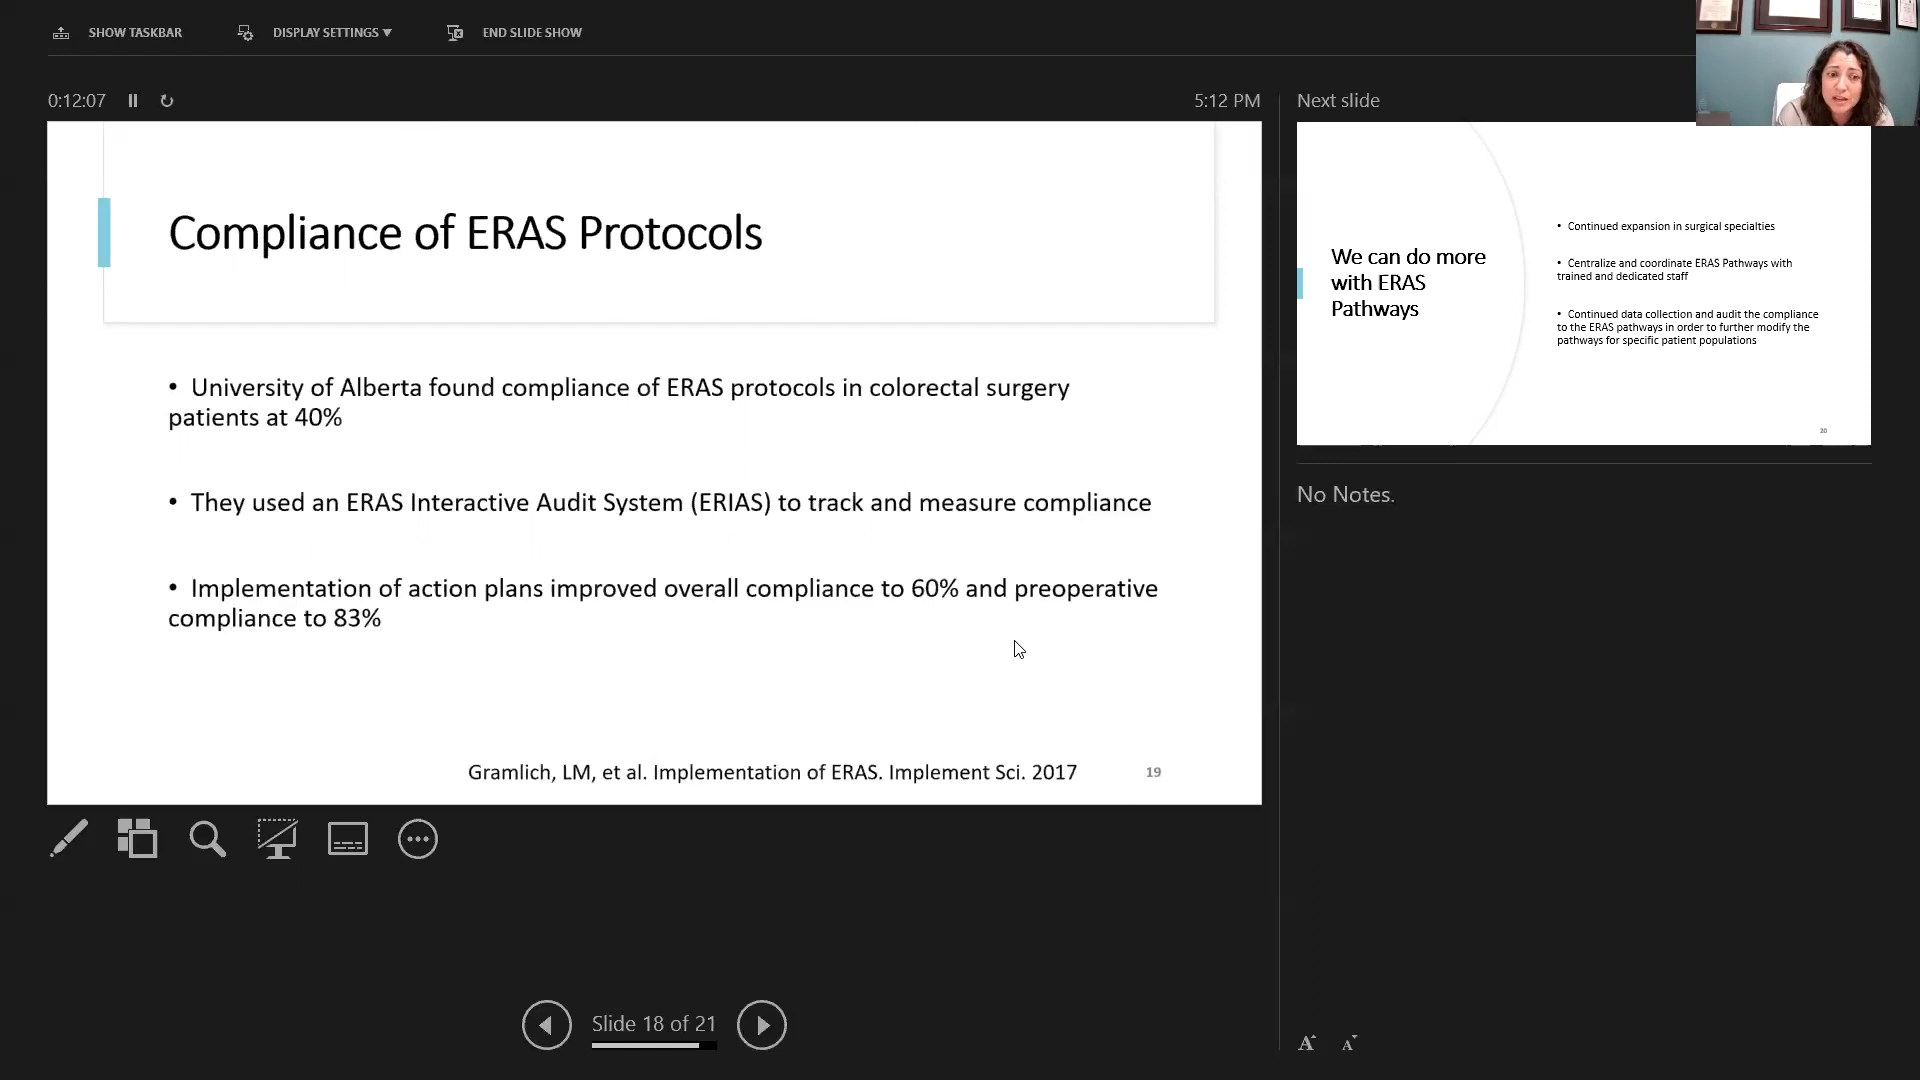 SHOW TASKBAR
DISPLAY SETTINGS ▼
END SLIDE SHOW
0:12:07
5:12 PM
Compliance of ERAS Protocols
• University of Alberta found compliance of ERAS protocols in colorectal surgery
patients at 40%
• They used an ERAS Interactive Audit System (ERIAS) to track and measure compliance
• Implementation of action plans improved overall compliance to 60% and preoperative
compliance to 83%
Gramlich, LM, et al. Implementation of ERAS. Implement Sci. 2017
19
Slide 18 of 21
Next slide
We can do more
with ERAS
Pathways
• Continued expansion in surgical specialties
• Centralize and coordinate ERAS Pathways with
trained and dedicated staff
• Continued data collection and audit the compliance
to the ERAS pathways in order to further modify the
pathways for specific patient populations
20
No Notes.
A A